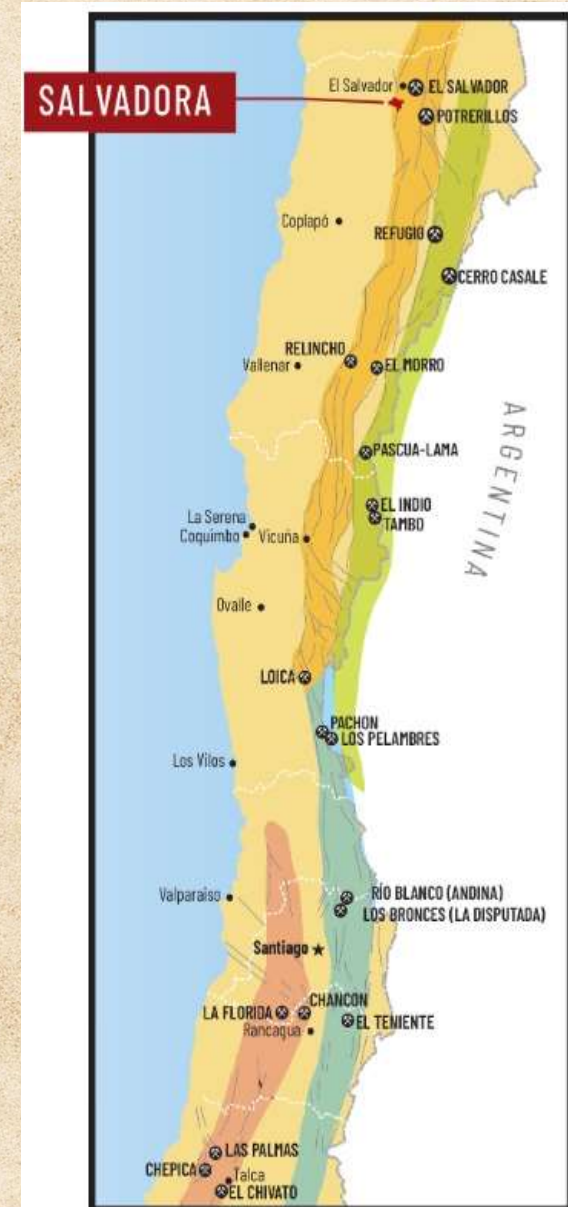 El Salvador
EL SALVADOR
SALVADORA
POTRERILLOS
Copiapó
REFUGIO
CERRO CASALE
RELINCHO
Vallenar
EL MORRO
ARGENTINA
PASCUA-LAMA
EL INDIO
TAMBO
La Serena
Coquimbo
Vicuña
Ovalle
LOICA
PACHON
LOS PELAMBRES
Los Vilos
Valparaiso
RÍO BLANCO (ANDINA)
LOS BRONCES (LA DISPUTADA)
Santiago
LA FLORIDA
CHANCON
EL TENIENTE
Rancagua
LAS PALMAS
CHEPICA
Talca
EL CHIVATO